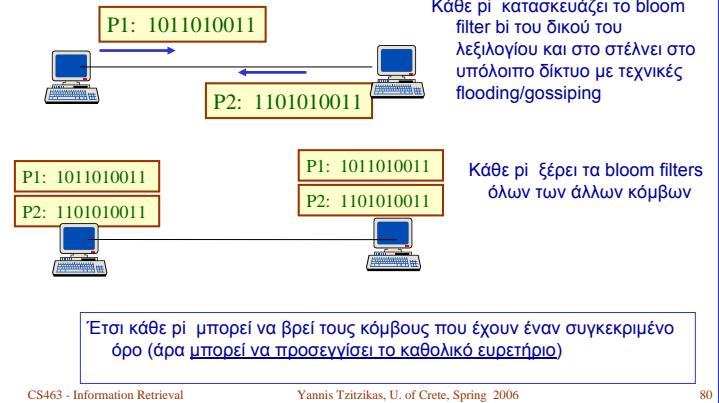 Κάθε pi κατασκευάζει το bloom
filter bi του δικού του
λεξιλογίου και στο στέλνει στο
υπόλοιπο δίκτυο με τεχνικές
flooding/gossiping
P1: 1011010011
P2: 1101010011
P1: 1011010011
P2: 1101010011
P1: 1011010011
P2: 1101010011
Κάθε pi ξέρει τα bloom filters
όλων των άλλων κόμβων
Έτσι κάθε pi μπορεί να βρεί τους κόμβους που έχουν έναν συγκεκριμένο
όρο (άρα μπορεί να προσεγγίσει το καθολικό ευρετήριο)
CS463 - Information Retrieval
Yannis Tzitzikas, U. of Crete, Spring 2006
80